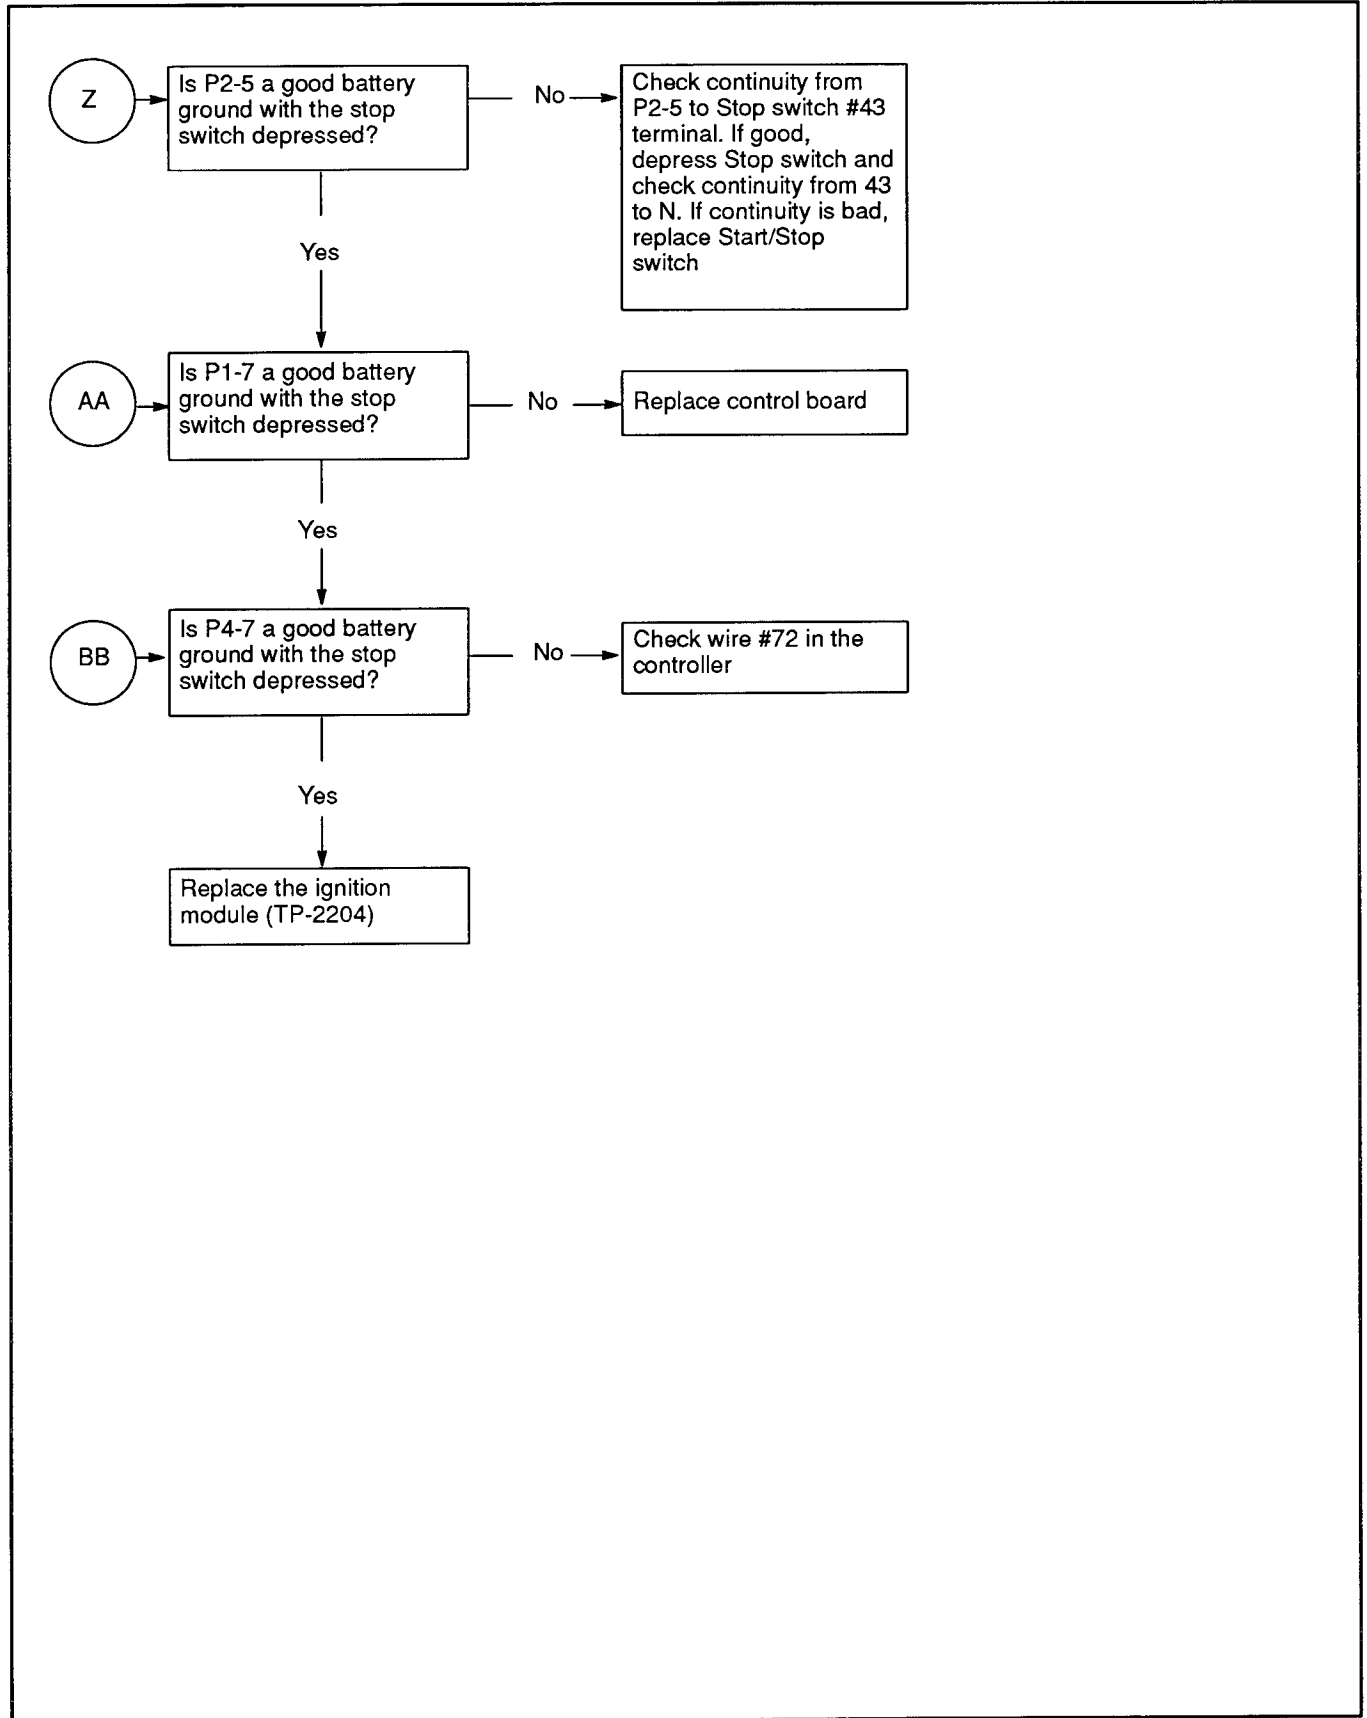 Z
Is P2-5 a good battery
ground with the stop
switch depressed?
No
Check continuity from
P2-5 to Stop switch #43
terminal. If good,
depress Stop switch and
check continuity from 43
to N. If continuity is bad,
replace Start/Stop
switch
Yes
AA
Is P1-7 a good battery
ground with the stop
switch depressed?
No
Replace control board
Yes
BB
Is P4-7 a good battery
ground with the stop
switch depressed?
No
Check wire #72 in the
controller
Yes
Replace the ignition
module (TP-2204)